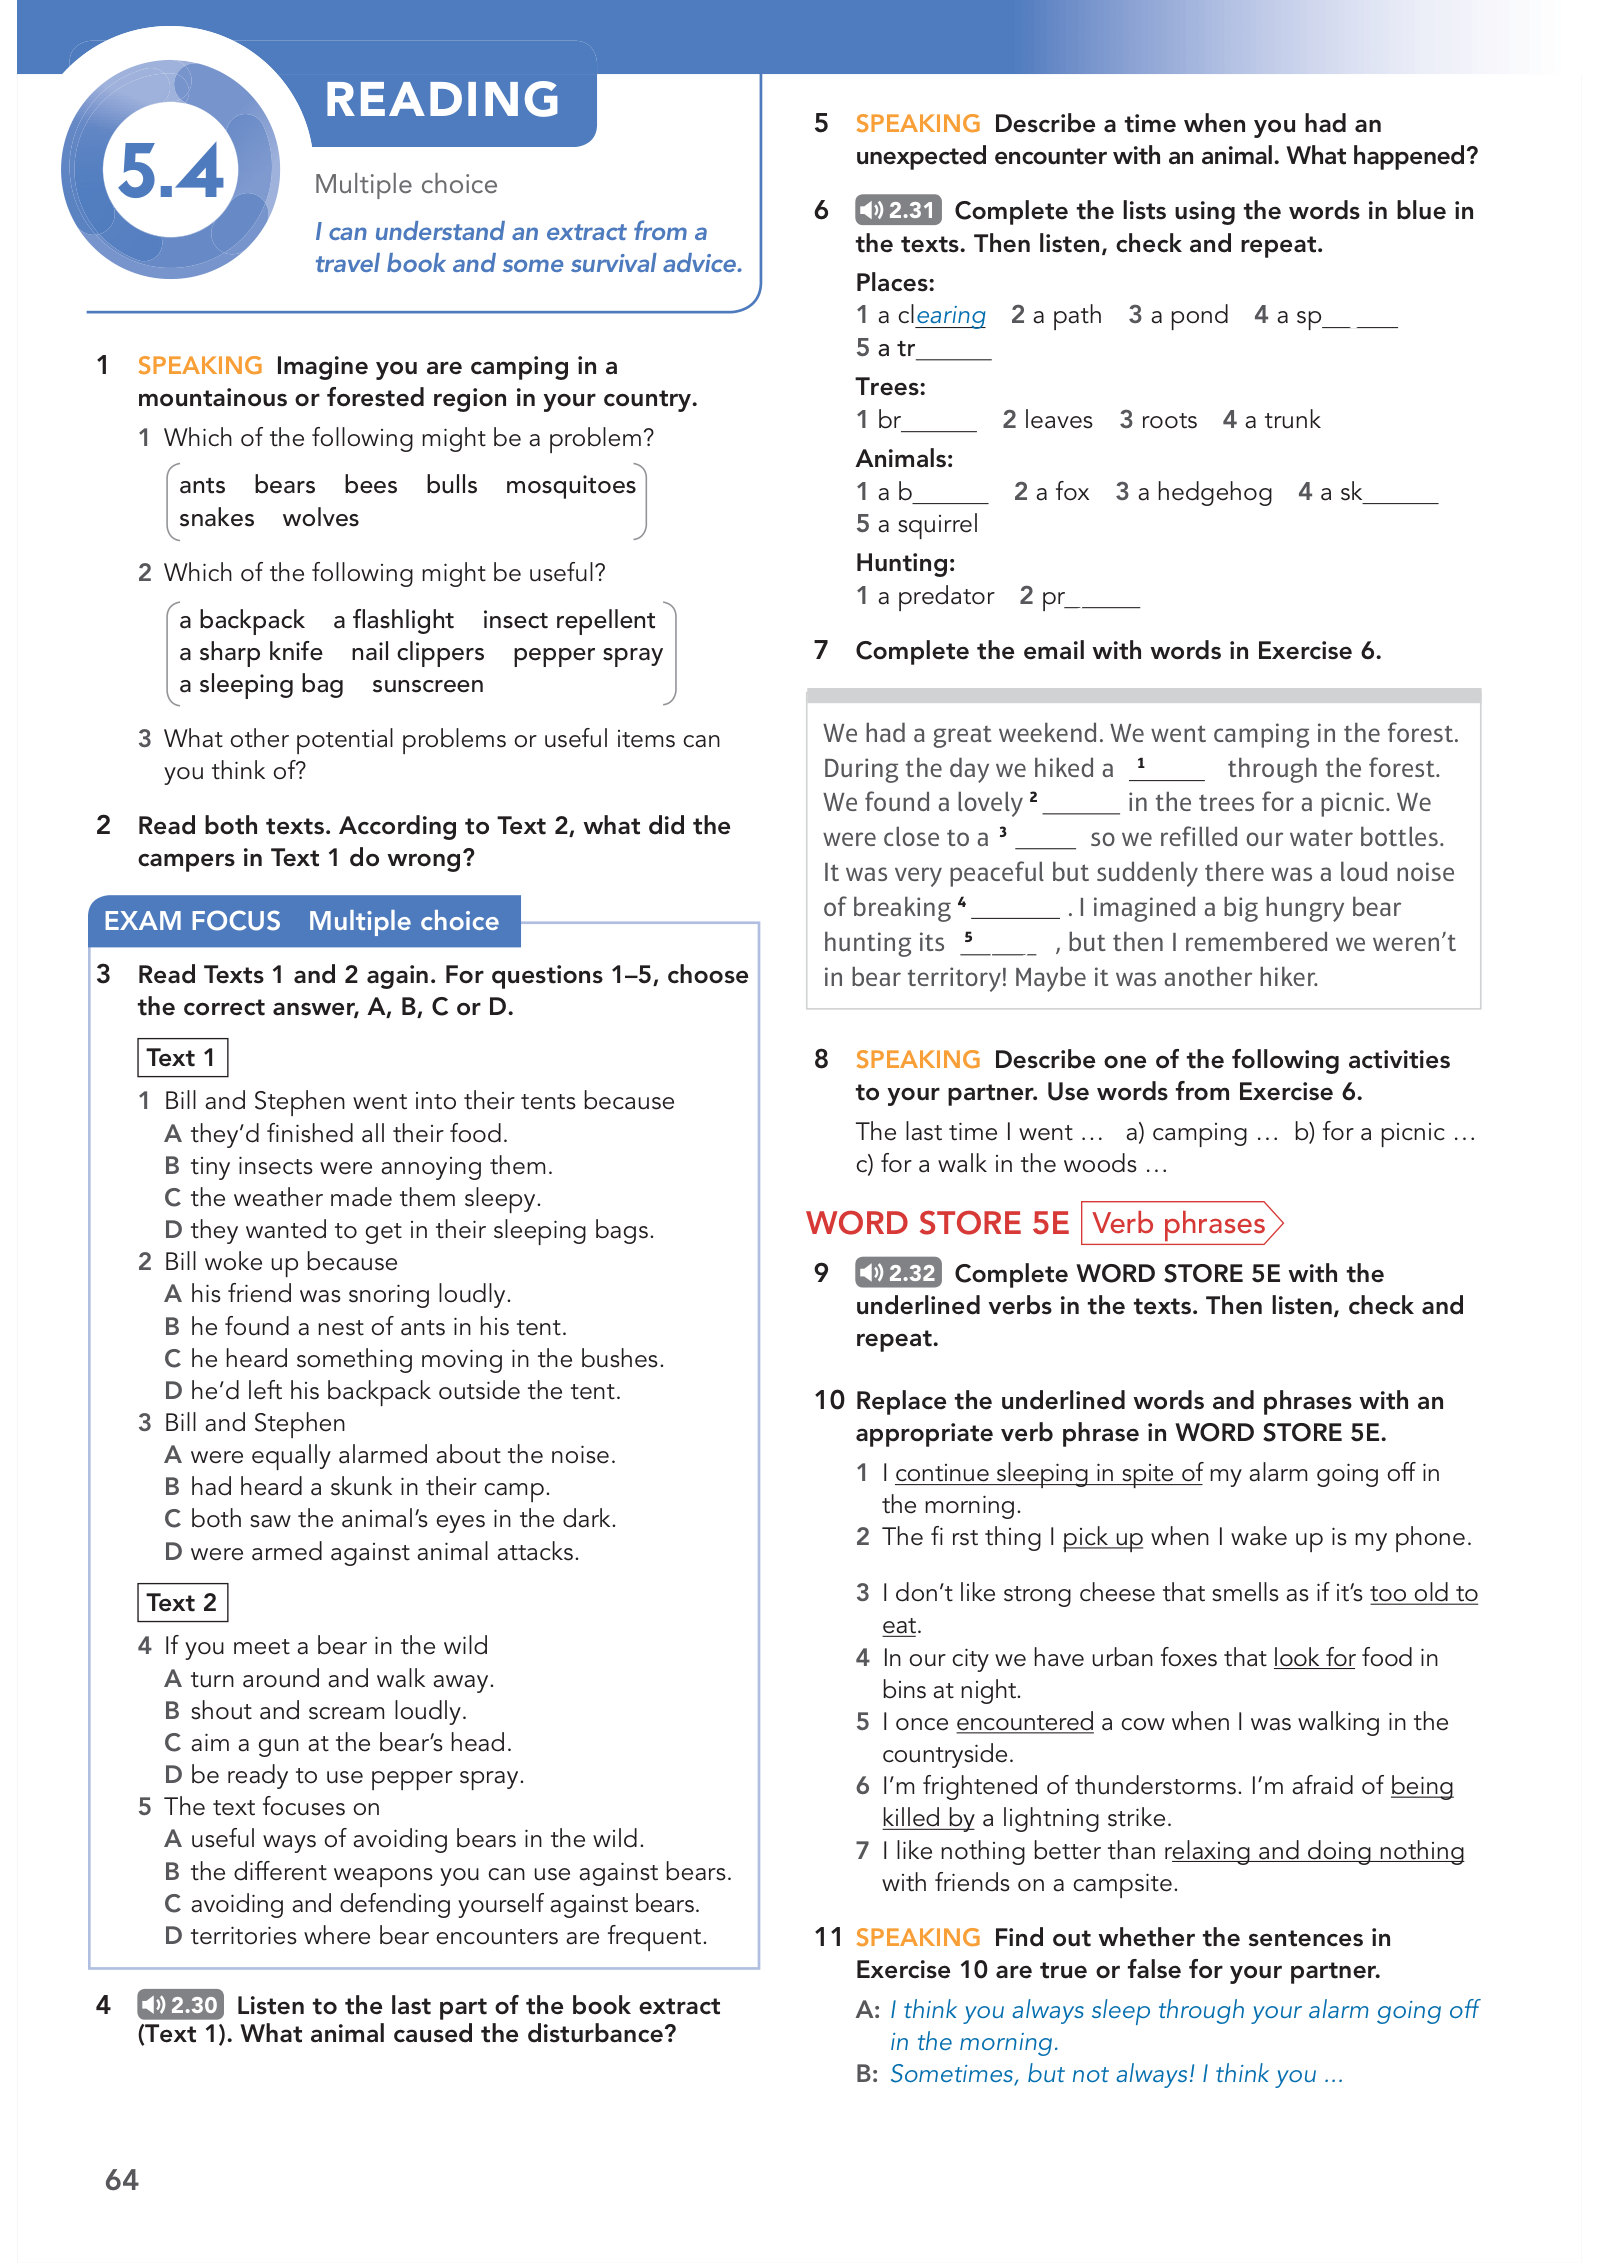 READING
5.4
Multiple choice
I can understand an extract from a
travel book and some survival advice.
1 SPEAKING Imagine you are camping in a
mountainous or forested region in your country.
1 Which of the following might be a problem?
ants bears bees bulls mosquitoes
snakes wolves
2 Which of the following might be useful?
a backpack a flashlight insect repellent
a sharp knife nail clippers pepper spray
a sleeping bag sunscreen
3 What other potential problems or useful items can
you think of?
2 Read both texts. According to Text 2, what did the
campers in Text 1 do wrong?
EXAM FOCUS Multiple choice
3 Read Texts 1 and 2 again. For questions 1–5, choose
the correct answer, A, B, C or D.
Text 1
1 Bill and Stephen went into their tents because
A they’d finished all their food.
B tiny insects were annoying them.
C the weather made them sleepy.
D they wanted to get in their sleeping bags.
2 Bill woke up because
A his friend was snoring loudly.
B he found a nest of ants in his tent.
C he heard something moving in the bushes.
D he’d left his backpack outside the tent.
3 Bill and Stephen
A were equally alarmed about the noise.
B had heard a skunk in their camp.
C both saw the animal’s eyes in the dark.
D were armed against animal attacks.
Text 2
4 If you meet a bear in the wild
A turn around and walk away.
B shout and scream loudly.
C aim a gun at the bear’s head.
D be ready to use pepper spray.
5 The text focuses on
A useful ways of avoiding bears in the wild.
B the different weapons you can use against bears.
C avoiding and defending yourself against bears.
D territories where bear encounters are frequent.
4 2.30 Listen to the last part of the book extract
(Text 1). What animal caused the disturbance?
64
5 SPEAKING Describe a time when you had an
unexpected encounter with an animal. What happened?
6 2.31 Complete the lists using the words in blue in
the texts. Then listen, check and repeat.
Places:
1 a clearing 2 a path 3 a pond 4 a sp__ ___
5 a tr______
Trees:
1 br______ 2 leaves 3 roots 4 a trunk
Animals:
1 a b______ 2 a fox 3 a hedgehog 4 a sk______
5 a squirrel
Hunting:
1 a predator 2 pr______
7 Complete the email with words in Exercise 6.
We had a great weekend. We went camping in the forest.
During the day we hiked a 1______ through the forest.
We found a lovely 2______ in the trees for a picnic. We
were close to a 3_____ so we refilled our water bottles.
It was very peaceful but suddenly there was a loud noise
of breaking 4_______ . I imagined a big hungry bear
hunting its 5______ , but then I remembered we weren’t
in bear territory! Maybe it was another hiker.
8 SPEAKING Describe one of the following activities
to your partner. Use words from Exercise 6.
The last time I went … a) camping … b) for a picnic …
c) for a walk in the woods …
WORD STORE 5E Verb phrases
9 2.32 Complete WORD STORE 5E with the
underlined verbs in the texts. Then listen, check and
repeat.
10 Replace the underlined words and phrases with an
appropriate verb phrase in WORD STORE 5E.
1 I continue sleeping in spite of my alarm going off in
the morning.
2 The fi rst thing I pick up when I wake up is my phone.
3 I don’t like strong cheese that smells as if it’s too old to
eat.
4 In our city we have urban foxes that look for food in
bins at night.
5 I once encountered a cow when I was walking in the
countryside.
6 I’m frightened of thunderstorms. I’m afraid of being
killed by a lightning strike.
7 I like nothing better than relaxing and doing nothing
with friends on a campsite.
11 SPEAKING Find out whether the sentences in
Exercise 10 are true or false for your partner.
A: I think you always sleep through your alarm going off
in the morning.
B: Sometimes, but not always! I think you ...